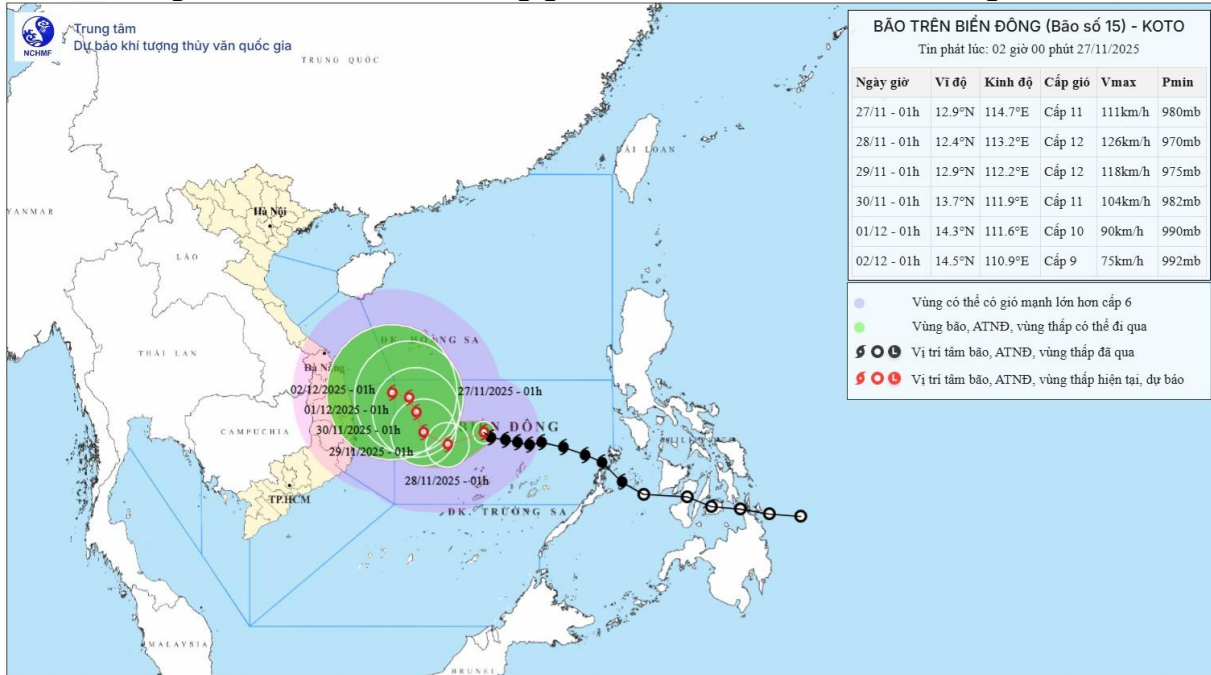 NCHMF
Trung tâm
Dự báo khí tượng thủy văn quốc gia
BÃO TRÊN BIỂN ĐÔNG (Bão số 15) - KOTO
Tin phát lúc: 02 giờ 00 phút 27/11/2025
Ngày giờ Vĩ độ Kinh độ Cấp gió Vmax Pmin
27/11 - 01h 12.9°N 114.7°E Cấp 11 111km/h 980mb
28/11 - 01h 12.4°N 113.2°E Cấp 12 126km/h 970mb
29/11 - 01h 12.9°N 112.2°E Cấp 12 118km/h 975mb
30/11 - 01h 13.7°N 111.9°E Cấp 11 104km/h 982mb
01/12 - 01h 14.3°N 111.6°E Cấp 10 90km/h 990mb
02/12 - 01h 14.5°N 110.9°E Cấp 9 75km/h 992mb
Vùng có thể có gió mạnh lớn hơn cấp 6
Vùng bão, ATNĐ, vùng thấp có thể đi qua
L Vị trí tâm bão, ATNĐ, vùng thấp đã qua
L Vị trí tâm bão, ATNĐ, vùng thấp hiện tại, dự báo
TRUNG QUỐC
ĐÀI LOAN
YANMAR
Hà Nội
LÀO
THÁI LAN
ĐK. HOÀNG SA
Đà Nẵng
02/12/2025 - 01h
27/11/2025 - 01h
01/12/2025 - 01h
30/11/2025 - 01h
CAMPUCHIA
BIỂN ĐÔNG
29/11/2025 - 01h
28/11/2025 - 01h
TP.HCM
ĐK. TRƯỜNG SA
MALAYSIA
BRUNEI